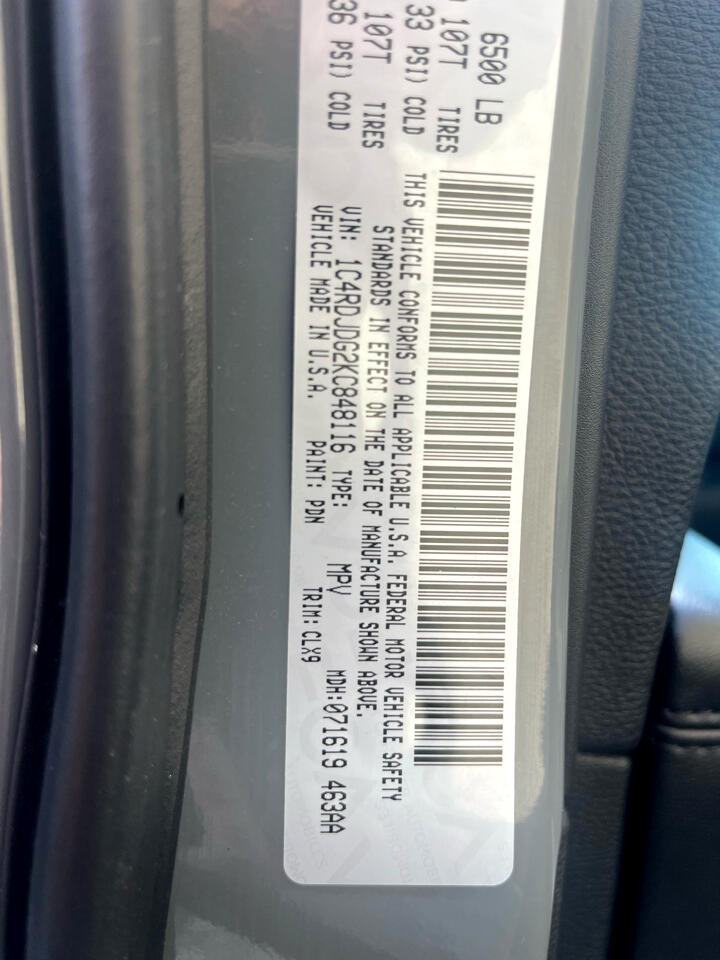 6500 LB
107T TIRES
33 PSI) COLD
107T TIRES
36 PSI) COLD
THIS VEHICLE CONFORMS TO ALL APPLICABLE U.S.A. FEDERAL MOTOR VEHICLE SAFETY
STANDARDS IN EFFECT ON THE DATE OF MANUFACTURE SHOWN ABOVE.
VIN: 1C4RDJDG2KC848116 TYPE: MPV MDH:071619 463AA
VEHICLE MADE IN U.S.A. PAINT: PDN TRIM: CLX9